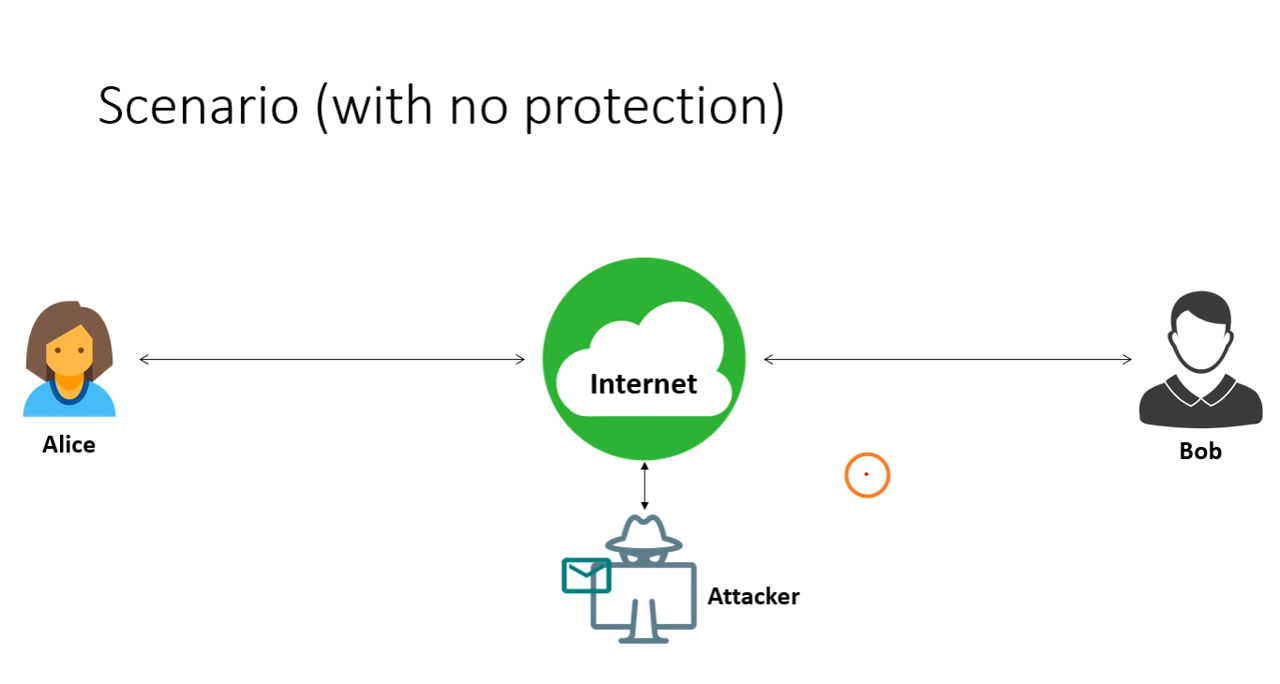 Scenario (with no protection)
Internet
Alice
Bob
Attacker